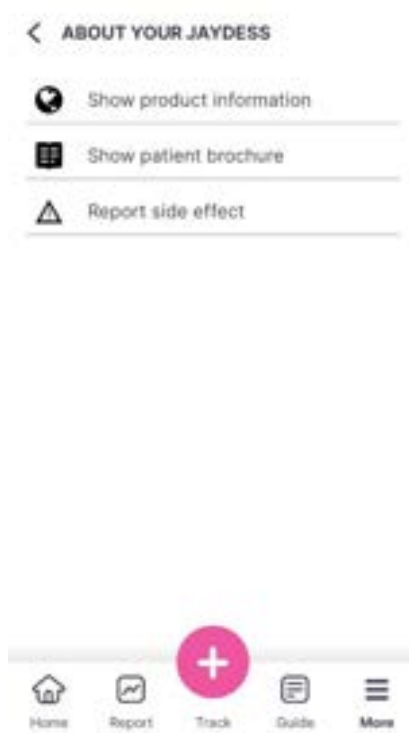 ABOUT YOUR JAYDESS
Show product information
Show patient brochure
Report side effect
Home Report Track Guide More